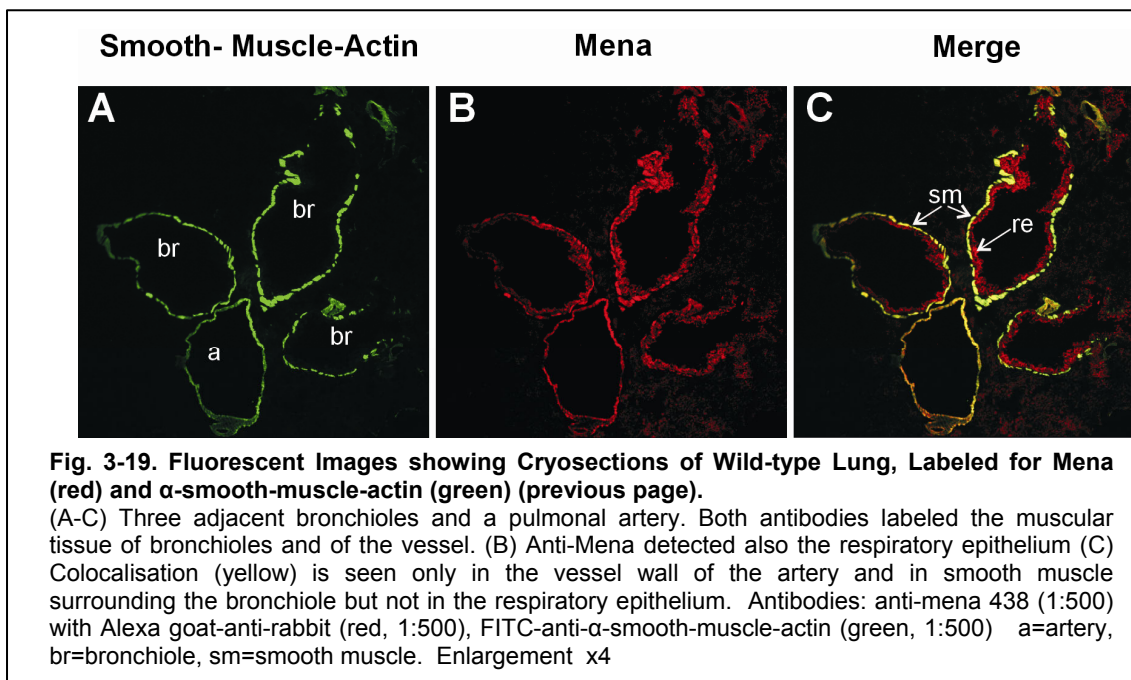 Smooth- Muscle-Actin Mena Merge
A B C
sm
br
re
br
br
a
Fig. 3-19. Fluorescent Images showing Cryosections of Wild-type Lung, Labeled for Mena
(red) and α-smooth-muscle-actin (green) (previous page).
(A-C) Three adjacent bronchioles and a pulmonal artery. Both antibodies labeled the muscular
tissue of bronchioles and of the vessel. (B) Anti-Mena detected also the respiratory epithelium (C)
Colocalisation (yellow) is seen only in the vessel wall of the artery and in smooth muscle
surrounding the bronchiole but not in the respiratory epithelium. Antibodies: anti-mena 438 (1:500)
with Alexa goat-anti-rabbit (red, 1:500), FITC-anti-α-smooth-muscle-actin (green, 1:500) a=artery,
br=bronchiole, sm=smooth muscle. Enlargement x4